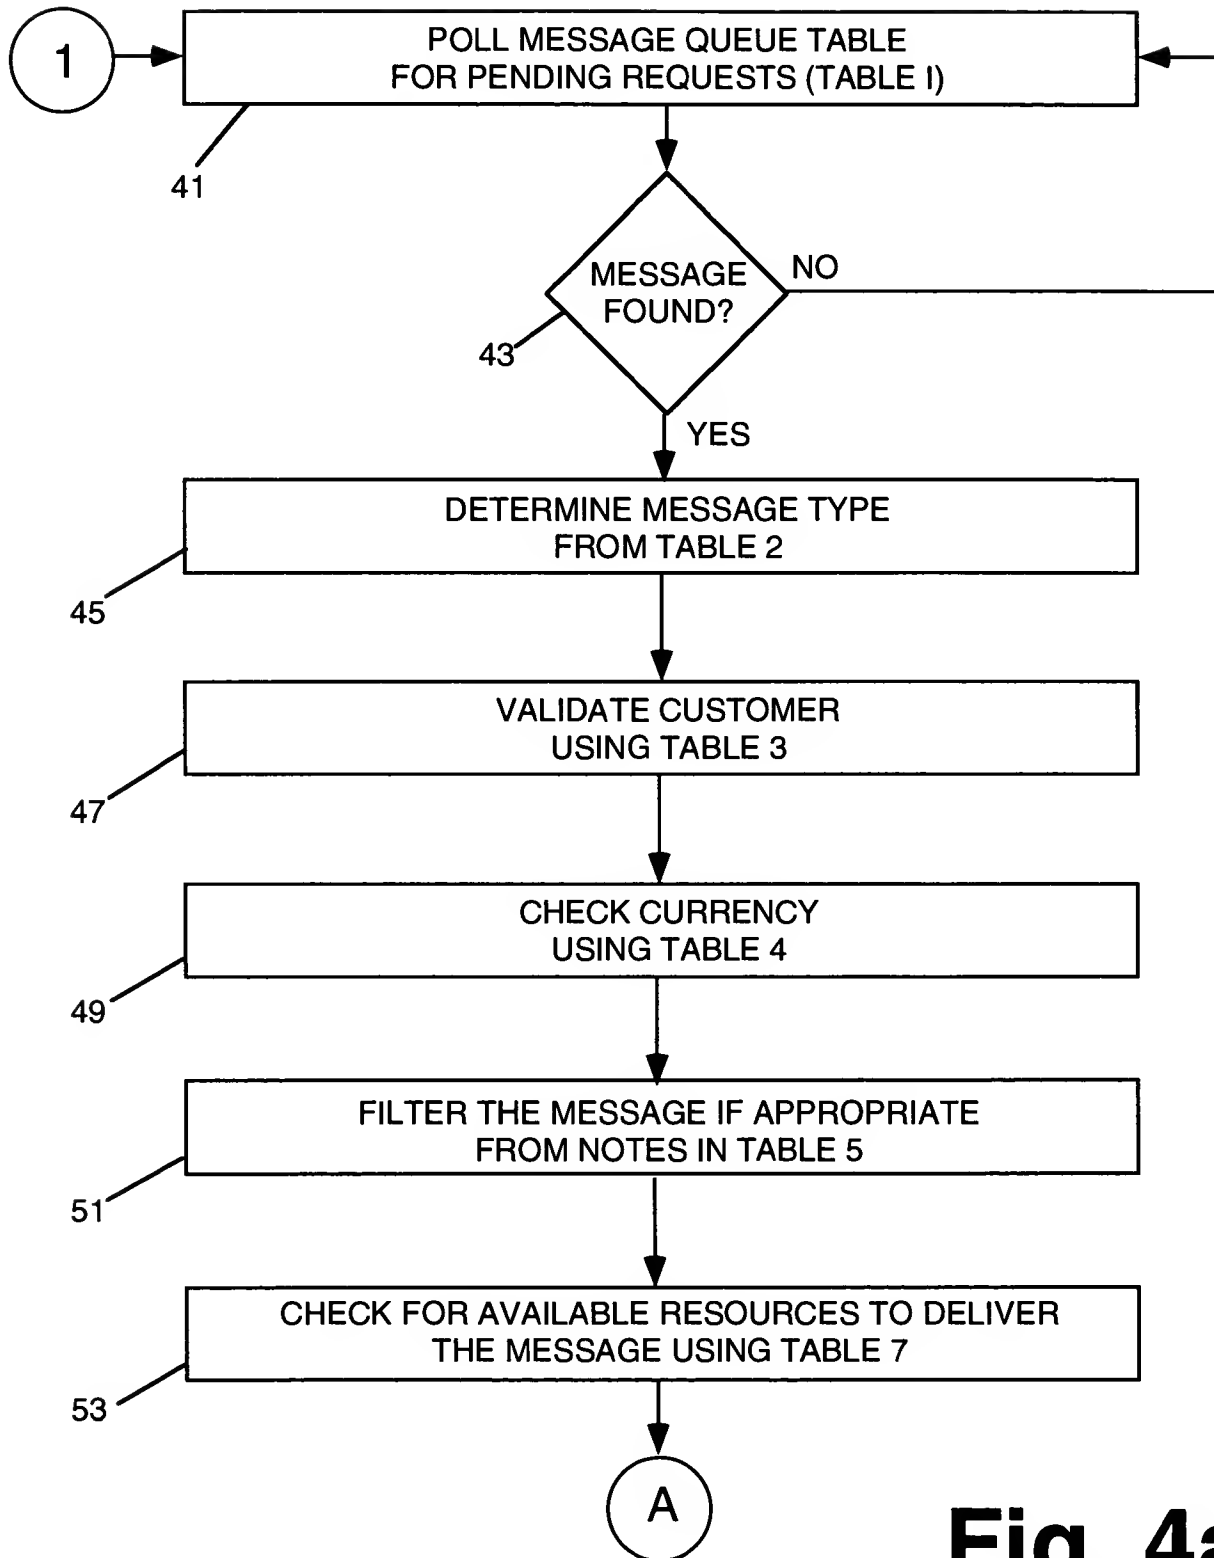 1
POLL MESSAGE QUEUE TABLE
FOR PENDING REQUESTS (TABLE I)
41
MESSAGE
FOUND?
NO
43
YES
DETERMINE MESSAGE TYPE
FROM TABLE 2
45
VALIDATE CUSTOMER
USING TABLE 3
47
CHECK CURRENCY
USING TABLE 4
49
FILTER THE MESSAGE IF APPROPRIATE
FROM NOTES IN TABLE 5
51
CHECK FOR AVAILABLE RESOURCES TO DELIVER
THE MESSAGE USING TABLE 7
53
A
Fig. 4a